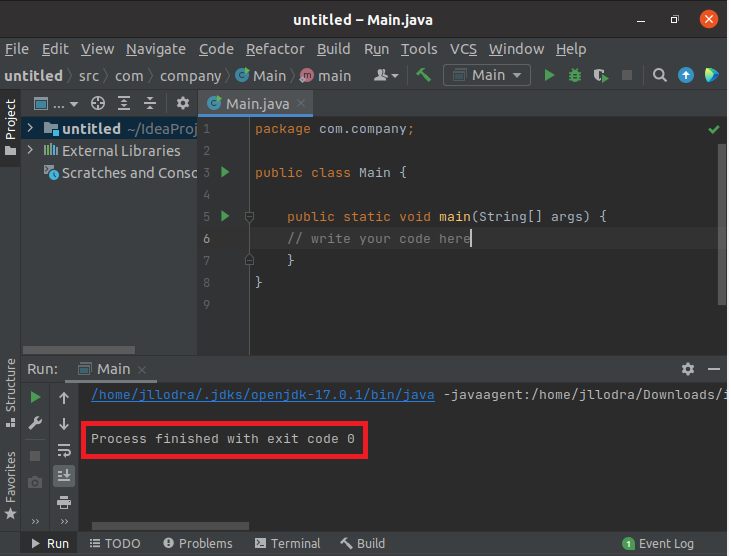 untitled – Main.java
File Edit View Navigate Code Refactor Build Run Tools VCS Window Help
untitled src com company Main main Main
Project ... Main.java
untitled ~/IdeaProj
External Libraries
Scratches and Conso
1 package com.company;
2
3 public class Main {
4
5 public static void main(String[] args) {
6 // write your code here
7 }
8 }
9
Structure
Favorites
Run: Main
/home/jllodra/.jdks/openjdk-17.0.1/bin/java -javaagent:/home/jllodra/Downloads/i
Process finished with exit code 0
Run TODO Problems Terminal Build 1 Event Log